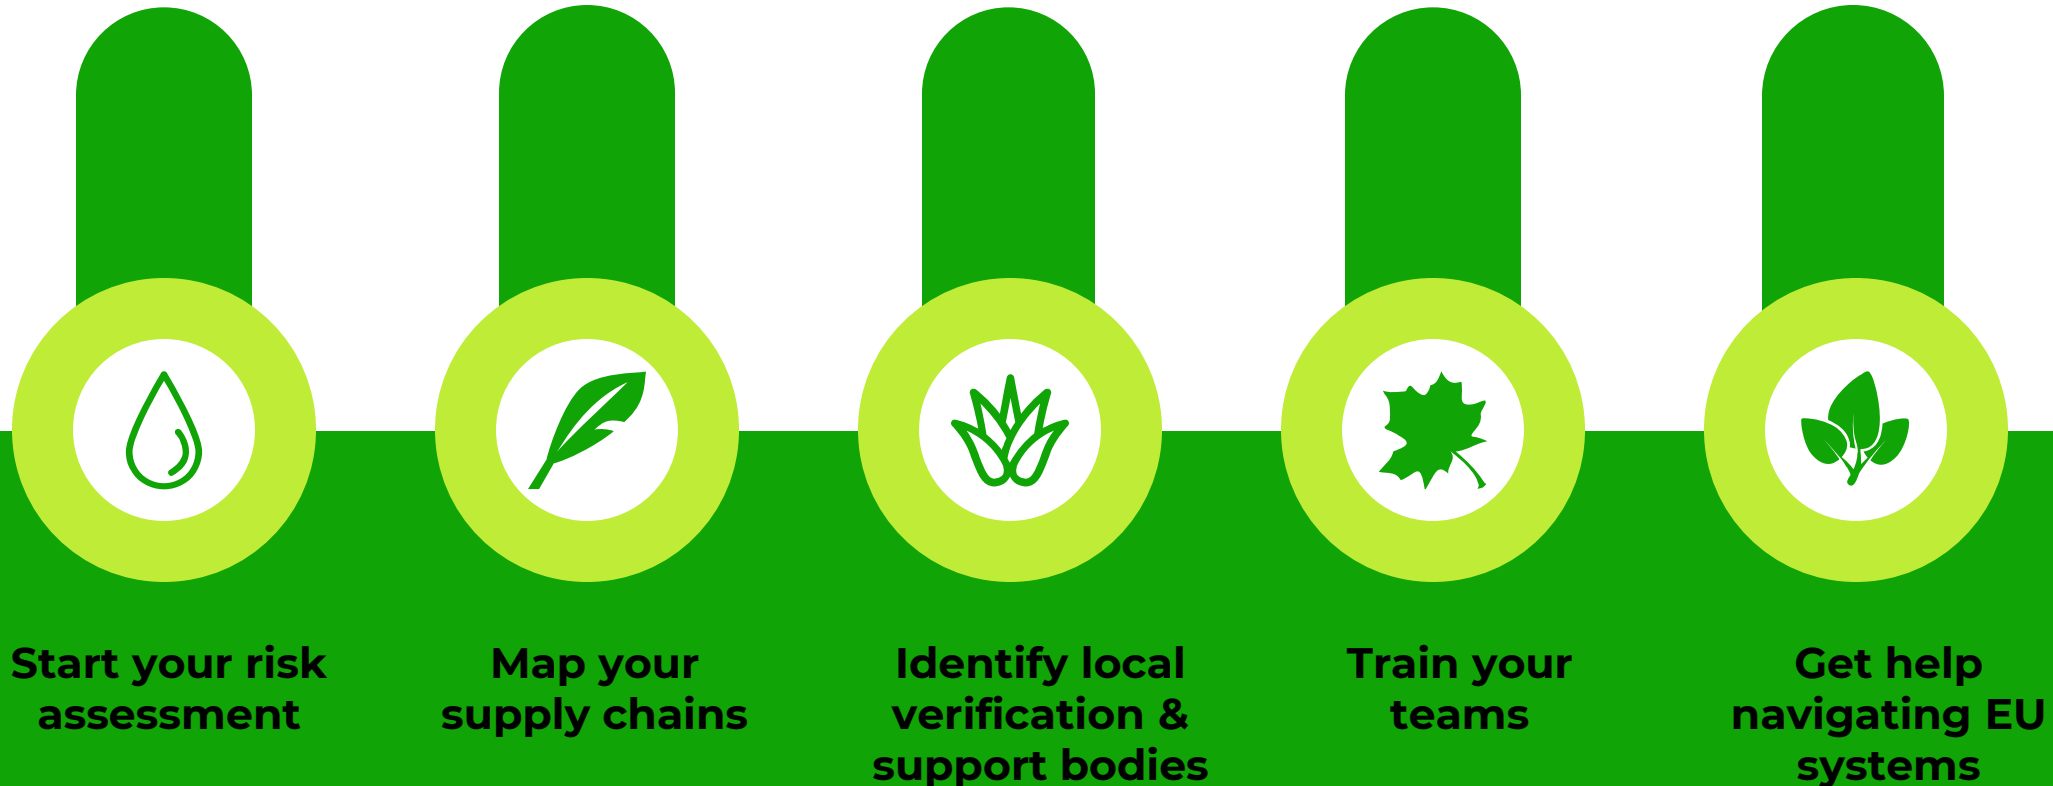 Start your risk
assessment
Map your
supply chains
Identify local
verification &
support bodies
Train your
teams
Get help
navigating EU
systems